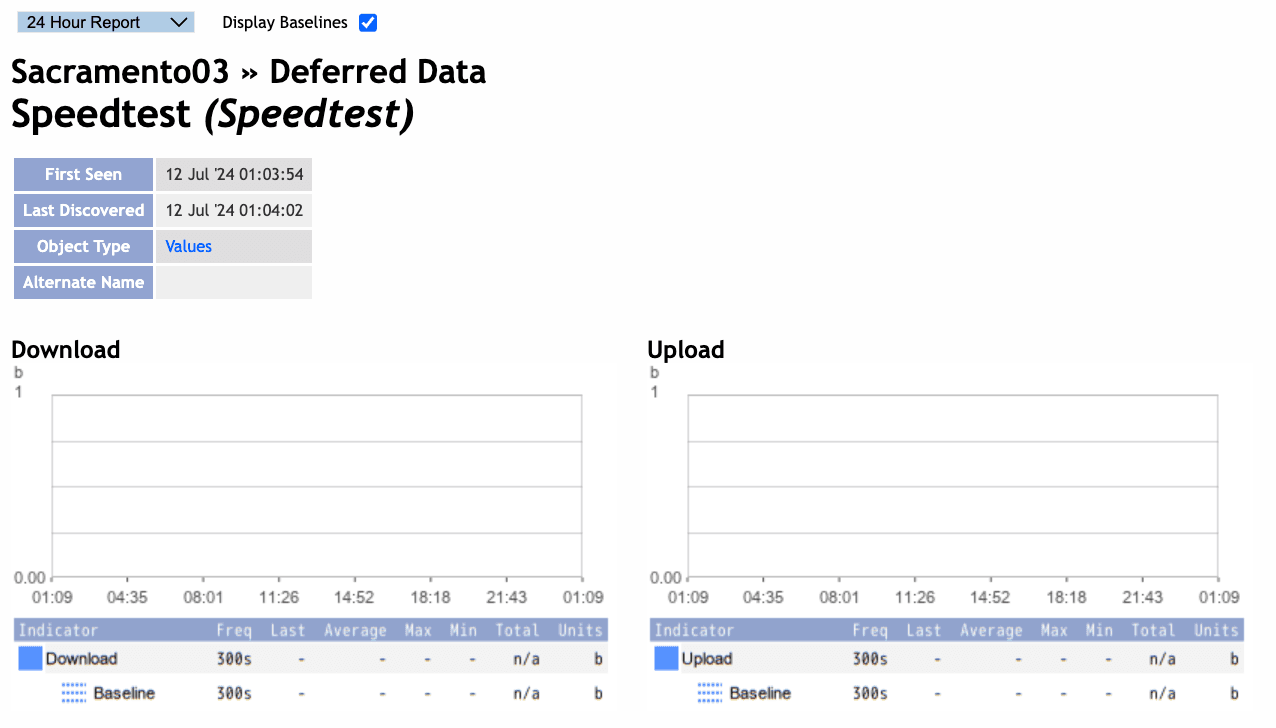 24 Hour Report Display Baselines
Sacramento03 » Deferred Data
Speedtest (Speedtest)
First Seen 12 Jul '24 01:03:54
Last Discovered 12 Jul '24 01:04:02
Object Type Values
Alternate Name
Download
b
1
0.00
01:09 04:35 08:01 11:26 14:52 18:18 21:43 01:09
Indicator Freq Last Average Max Min Total Units
Download 300s - - - - n/a b
Baseline 300s - - - - n/a b
Upload
b
1
0.00
01:09 04:35 08:01 11:26 14:52 18:18 21:43 01:09
Indicator Freq Last Average Max Min Total Units
Upload 300s - - - - n/a b
Baseline 300s - - - - n/a b